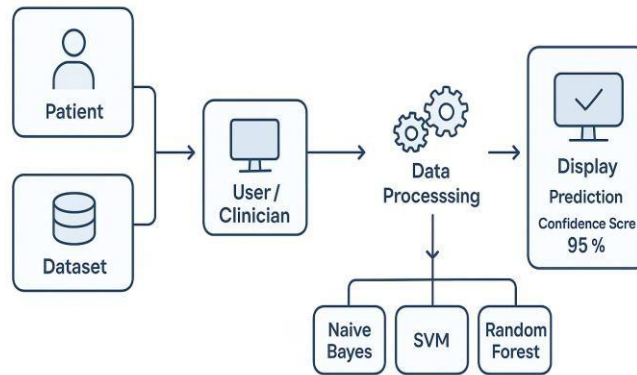 Patient
Dataset
User /
Clinician
Data
Processsing
Naive
Bayes
SVM
Random
Forest
Display
Prediction
Confidence Scre
95 %